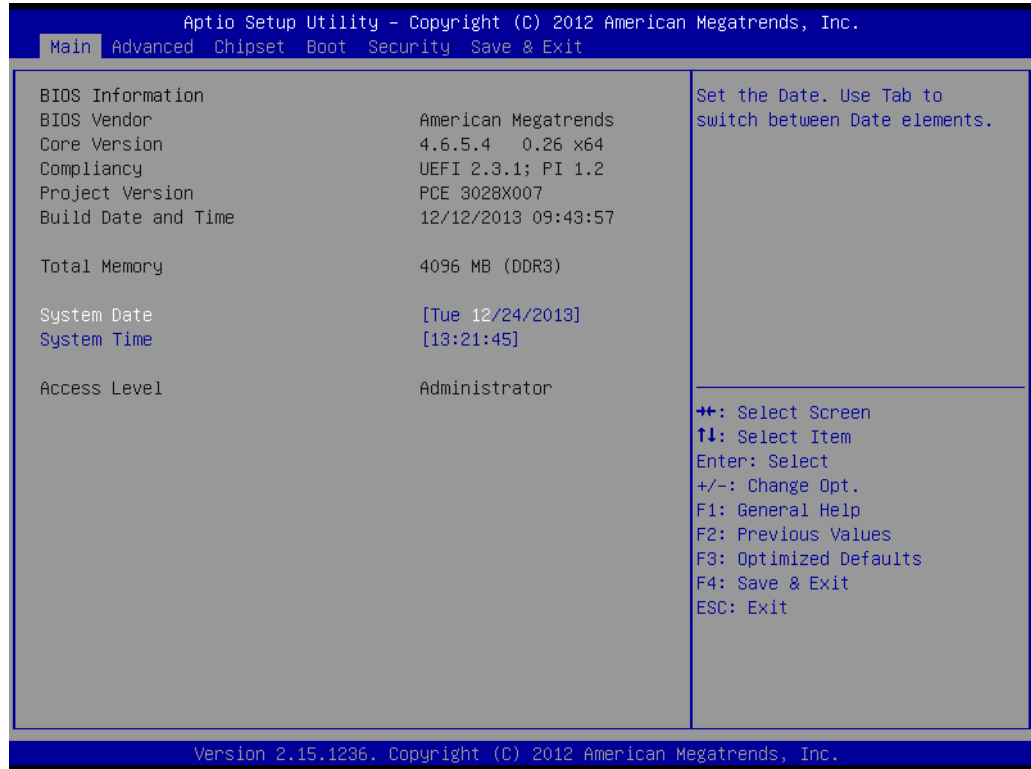 Aptio Setup Utility – Copyright (C) 2012 American Megatrends, Inc.
Main Advanced Chipset Boot Security Save & Exit
BIOS Information
BIOS Vendor American Megatrends
Core Version 4.6.5.4 0.26 x64
Compliancy UEFI 2.3.1; PI 1.2
Project Version PCE 3028X007
Build Date and Time 12/12/2013 09:43:57
Total Memory 4096 MB (DDR3)
System Date [Tue 12/24/2013]
System Time [13:21:45]
Access Level Administrator
Set the Date. Use Tab to
switch between Date elements.
→←: Select Screen
↑↓: Select Item
Enter: Select
+/-: Change Opt.
F1: General Help
F2: Previous Values
F3: Optimized Defaults
F4: Save & Exit
ESC: Exit
Version 2.15.1236. Copyright (C) 2012 American Megatrends, Inc.